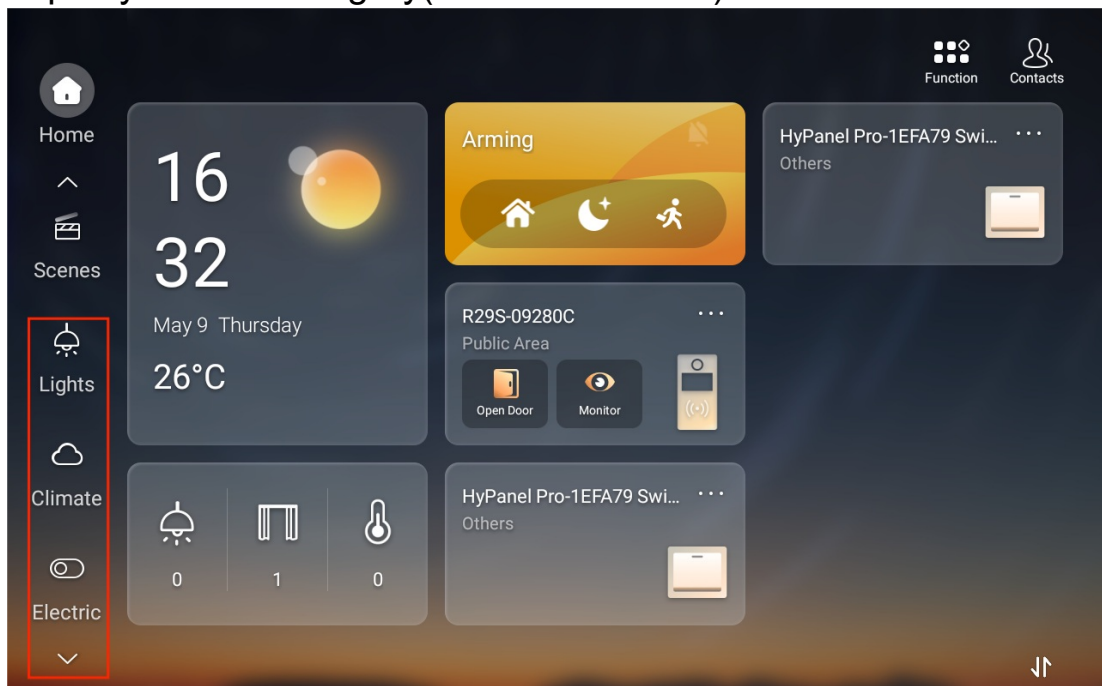 Function
Contacts
Home
Scenes
Lights
Climate
Electric
16
32
May 9 Thursday
26°C
0
1
0
Arming
R29S-09280C
Public Area
Open Door
Monitor
HyPanel Pro-1EFA79 Swi...
Others
HyPanel Pro-1EFA79 Swi...
Others